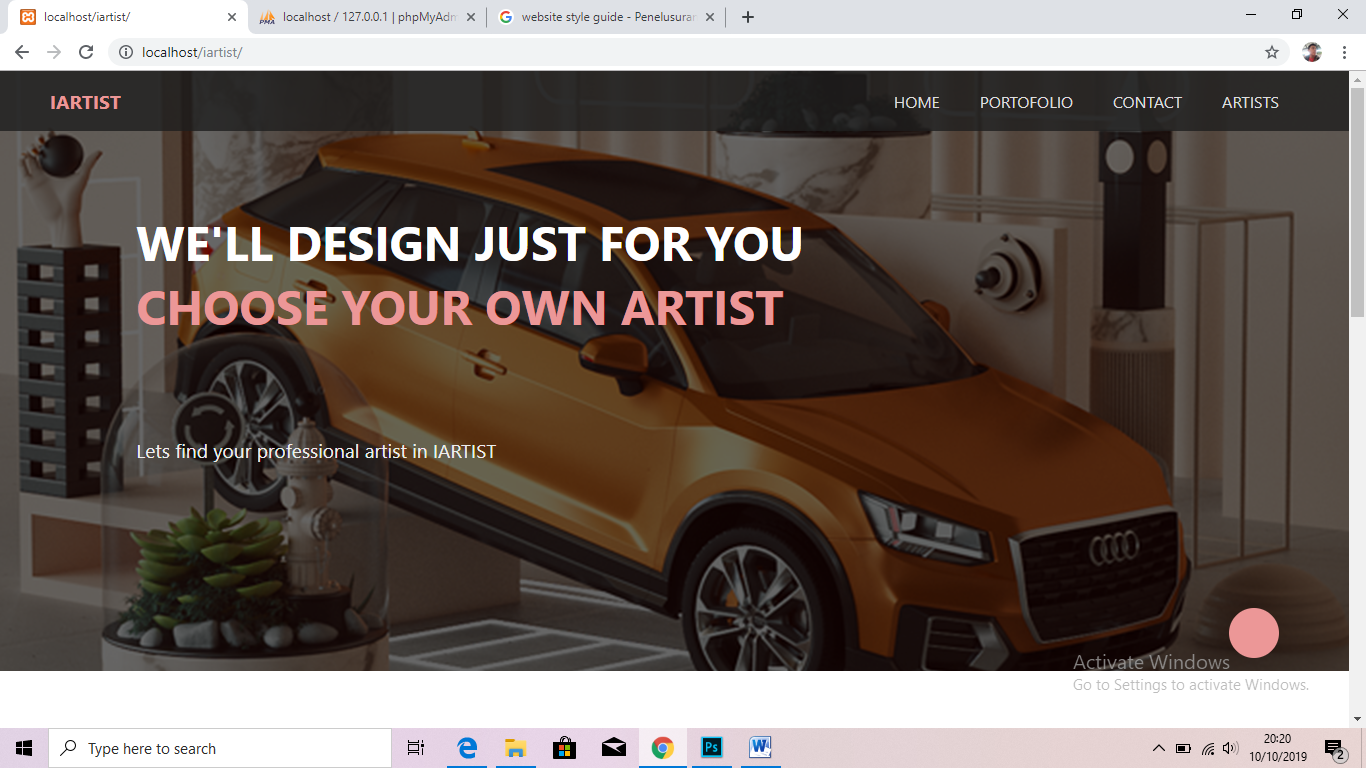 localhost/iartist/
localhost / 127.0.0.1 | phpMyAdm
website style guide - Penelusuran
localhost/iartist/
IARTIST
HOME PORTOFOLIO CONTACT ARTISTS
WE'LL DESIGN JUST FOR YOU
CHOOSE YOUR OWN ARTIST
Lets find your professional artist in IARTIST
Activate Windows
Go to Settings to activate Windows.
Type here to search
Ps
W
20:20
10/10/2019
2